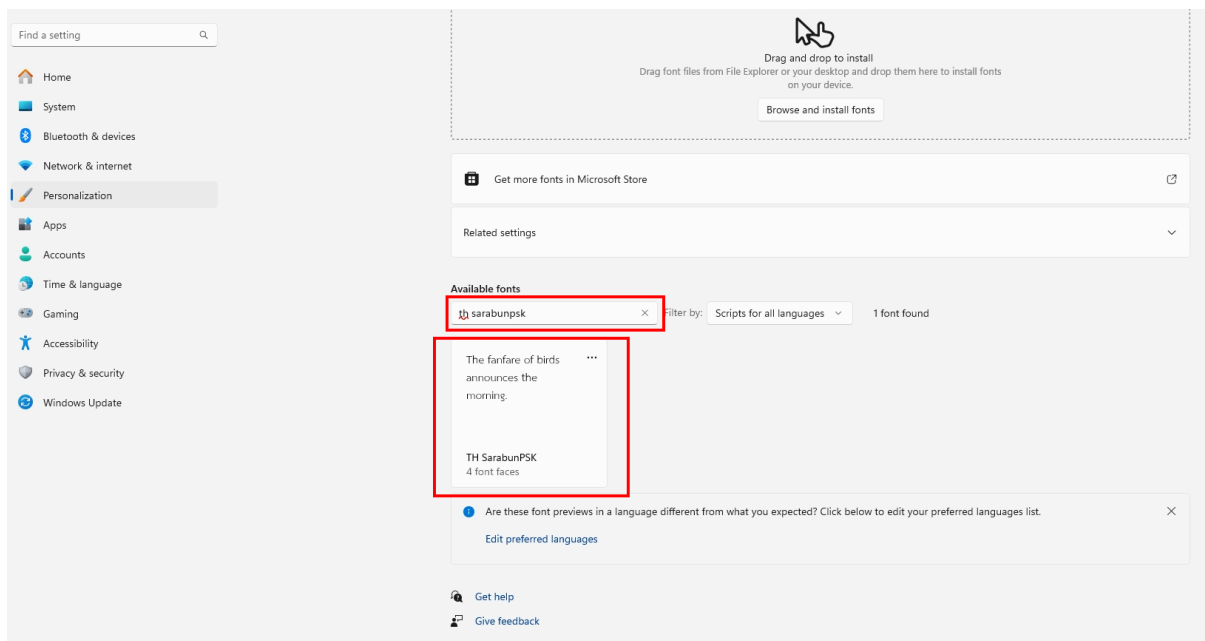 Find a setting
Home
System
Bluetooth & devices
Network & internet
Personalization
Apps
Accounts
Time & language
Gaming
Accessibility
Privacy & security
Windows Update
Drag and drop to install
Drag font files from File Explorer or your desktop and drop them here to install fonts
on your device.
Browse and install fonts
Get more fonts in Microsoft Store
Related settings
Available fonts
th sarabunpsk
Filter by: Scripts for all languages
1 font found
The fanfare of birds
announces the
morning.
TH SarabunPSK
4 font faces
Are these font previews in a language different from what you expected? Click below to edit your preferred languages list.
Edit preferred languages
Get help
Give feedback